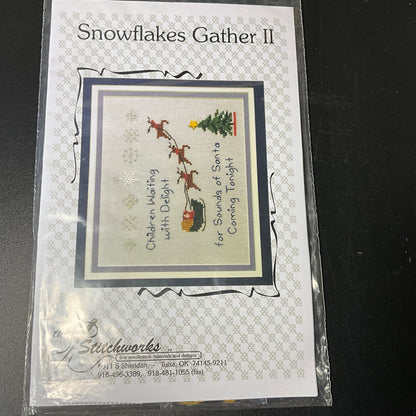 Snowflakes Gather II
Children Waiting
with Delight
for Sounds of Santa
Coming Tonight
Stitchworks
fine needlework materials and designs
6011 S Sheridan Tulsa, OK 74145-9211
918-496-3389, 918-481-1055 (fax)